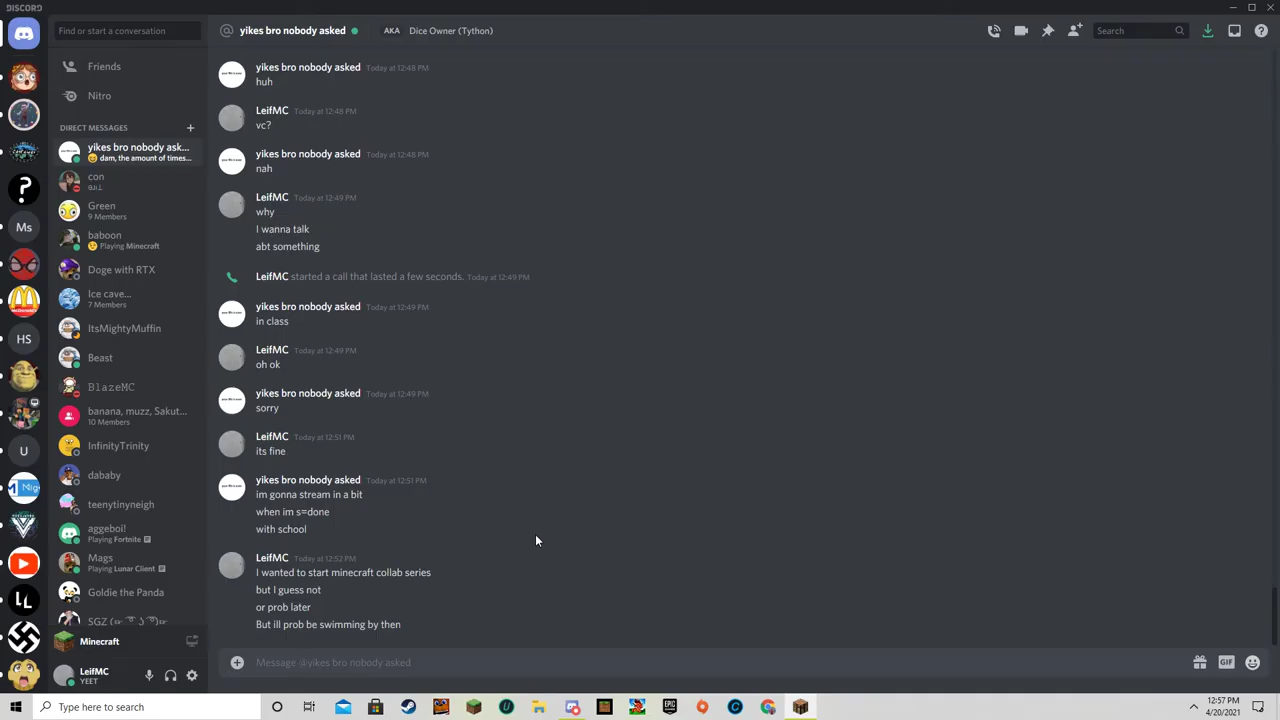 DISCORD
Find or start a conversation
yikes bro nobody asked
AKA Dice Owner (Tython)
Search
Friends
Nitro
DIRECT MESSAGES
yikes bro nobody ask...
dam, the amount of times...
con
Green
9 Members
baboon
Playing Minecraft
Doge with RTX
Ice cave...
7 Members
ItsMightyMuffin
Beast
BlazeMC
banana, muzz, Sakut...
10 Members
InfinityTrinity
dababy
teenytinyneigh
aggeboi!
Playing Fortnite
Mags
Playing Lunar Client
Goldie the Panda
Minecraft
LeifMC
YEET
?
Ms
HS
U
LL
yikes bro nobody asked Today at 12:48 PM
huh
LeifMC Today at 12:48 PM
vc?
yikes bro nobody asked Today at 12:48 PM
nah
LeifMC Today at 12:49 PM
why
I wanna talk
abt something
LeifMC started a call that lasted a few seconds. Today at 12:49 PM
yikes bro nobody asked Today at 12:49 PM
in class
LeifMC Today at 12:49 PM
oh ok
yikes bro nobody asked Today at 12:49 PM
sorry
LeifMC Today at 12:51 PM
its fine
yikes bro nobody asked Today at 12:51 PM
im gonna stream in a bit
when im s=done
with school
LeifMC Today at 12:52 PM
I wanted to start minecraft collab series
but I guess not
or prob later
But ill prob be swimming by then
Message @yikes bro nobody asked
GIF
Type here to search
12:57 PM
4/20/2021